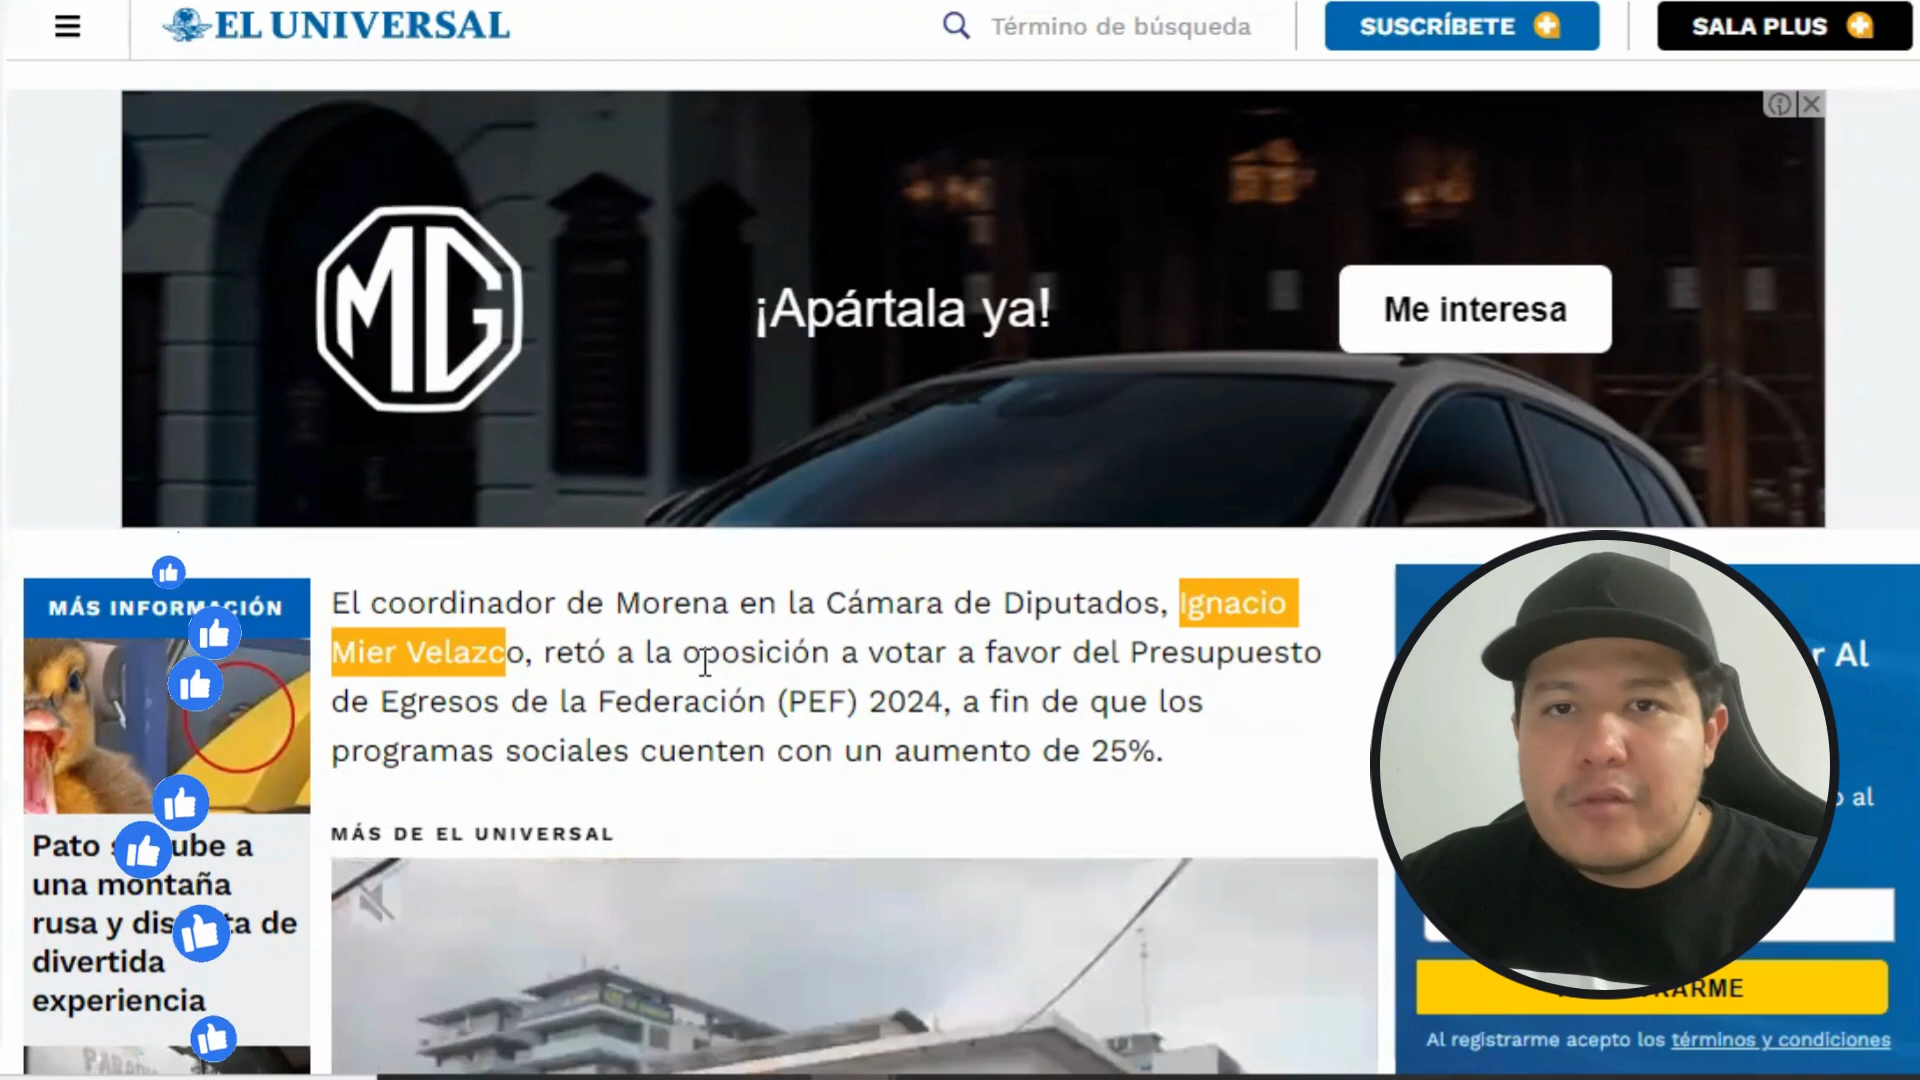 EL UNIVERSAL
Término de búsqueda
SUSCRÍBETE
SALA PLUS
MG
¡Apártala ya!
Me interesa
MÁS INFORMACIÓN
El coordinador de Morena en la Cámara de Diputados, Ignacio
Mier Velazco, retó a la oposición a votar a favor del Presupuesto
de Egresos de la Federación (PEF) 2024, a fin de que los
programas sociales cuenten con un aumento de 25%.
MÁS DE EL UNIVERSAL
Pato ube a
una montaña
rusa y dis ta de
divertida
experiencia
r Al
al
RARME
Al registrarme acepto los términos y condiciones